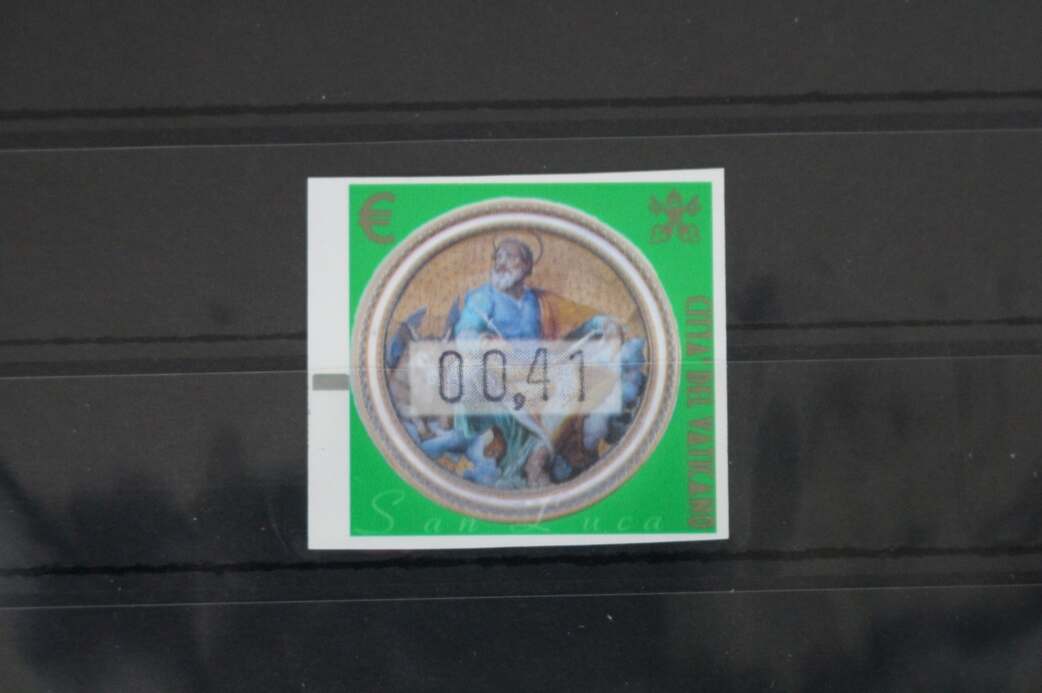 €
00,41
San Luca
CITTÀ DEL VATICANO